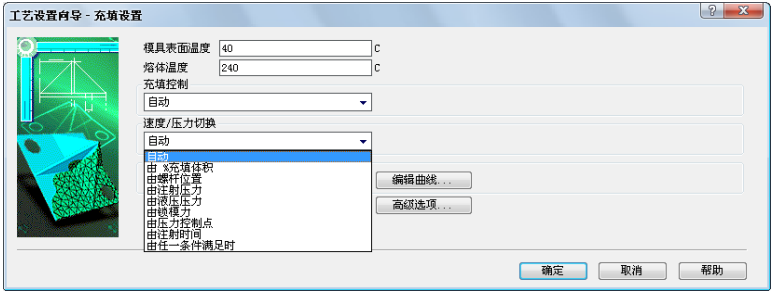 工艺设置向导 - 充填设置
模具表面温度 40 C
熔体温度 240 C
充填控制
自动
速度/压力切换
自动
自动
由 %充填体积
由螺杆位置
由注射压力
由液压压力
由锁模力
由压力控制点
由注射时间
由任一条件满足时
编辑曲线...
高级选项...
确定 取消 帮助